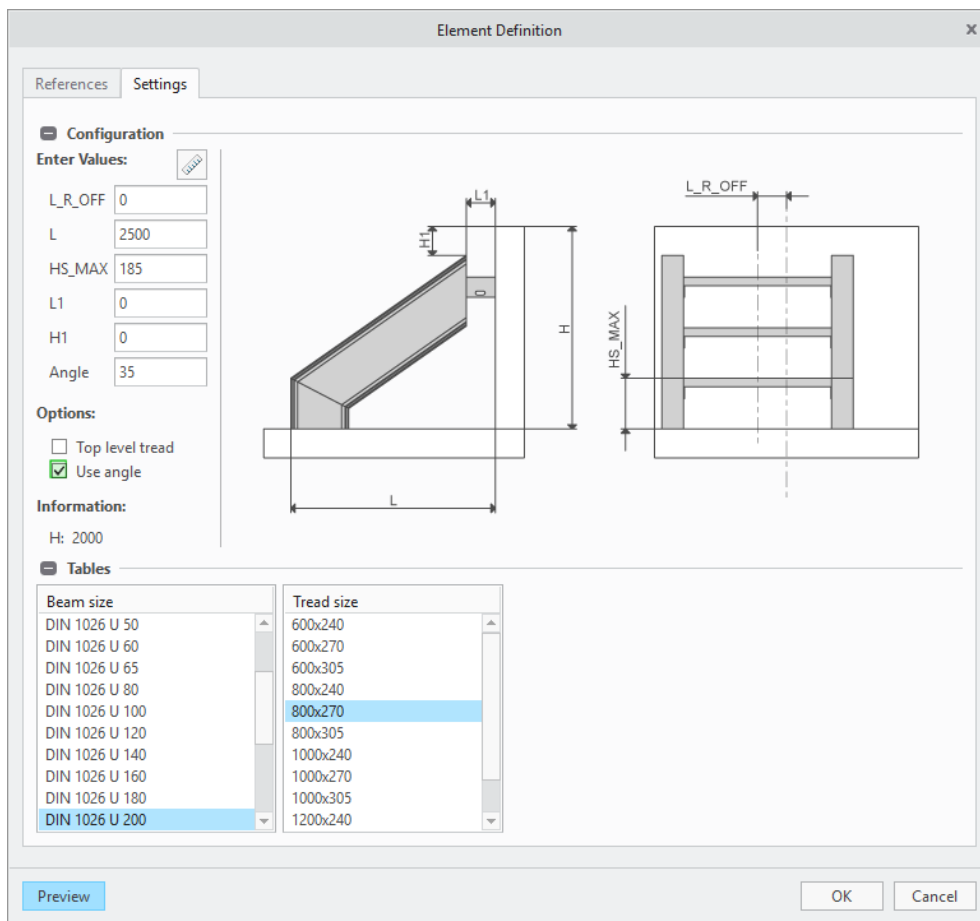 Element Definition x
References Settings
Configuration
Enter Values:
L_R_OFF 0
L 2500
HS_MAX 185
L1 0
H1 0
Angle 35
Options:
Top level tread
Use angle
Information:
H: 2000
L1
H1
H
L
L_R_OFF
HS_MAX
Tables
Beam size
DIN 1026 U 50
DIN 1026 U 60
DIN 1026 U 65
DIN 1026 U 80
DIN 1026 U 100
DIN 1026 U 120
DIN 1026 U 140
DIN 1026 U 160
DIN 1026 U 180
DIN 1026 U 200
Tread size
600x240
600x270
600x305
800x240
800x270
800x305
1000x240
1000x270
1000x305
1200x240
Preview OK Cancel